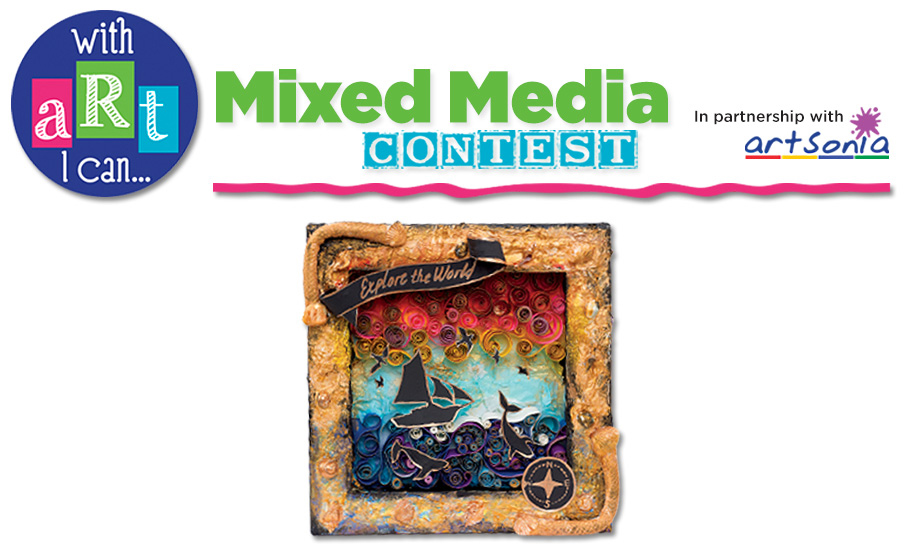 with
aRt
I can...
Mixed Media
CONTEST
In partnership with
artsonia
Explore the World
N
E
S